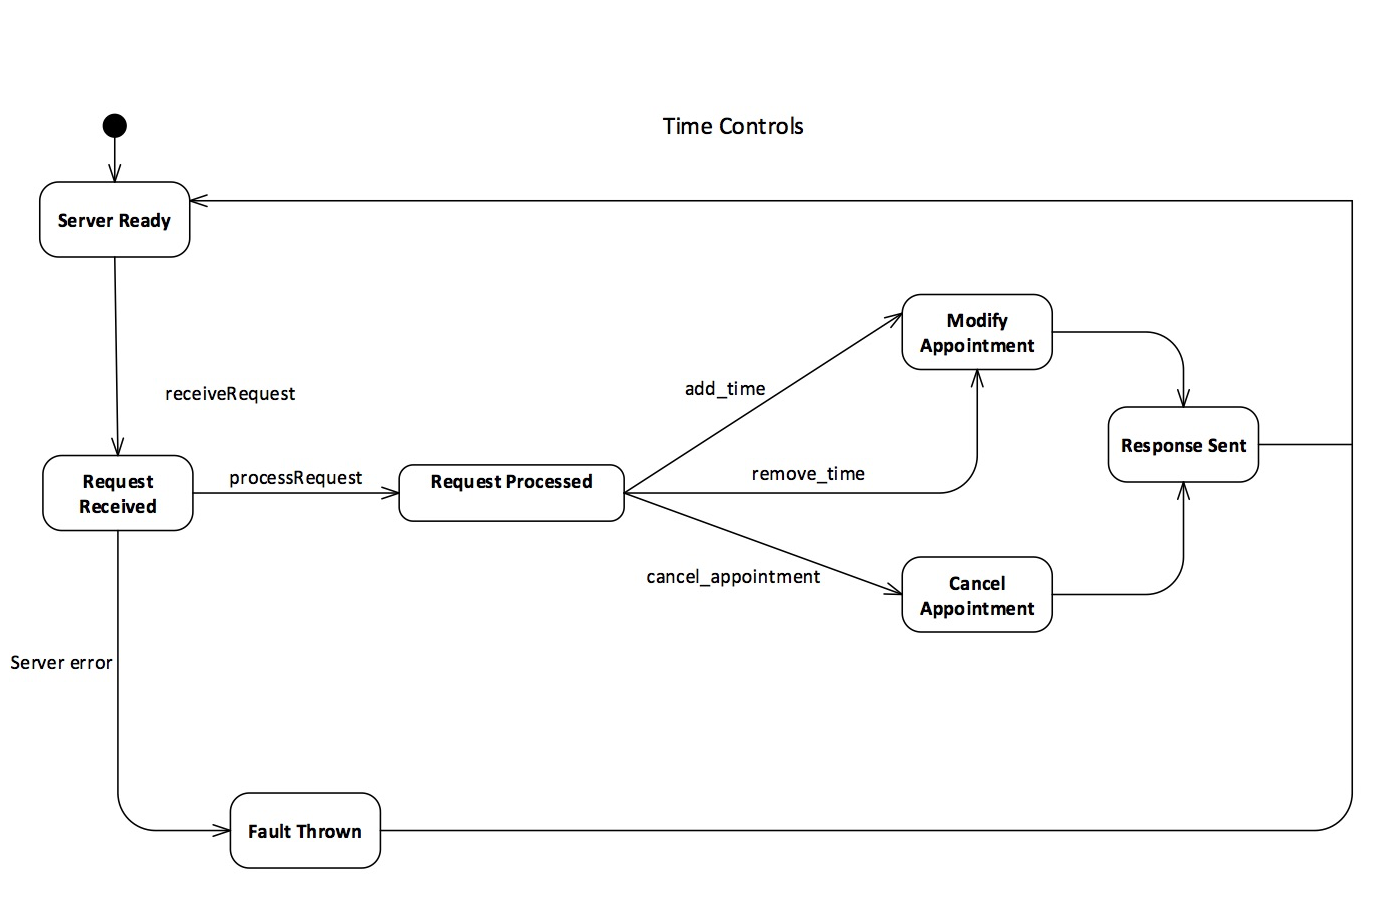 Time Controls
Server Ready
receiveRequest
Request
Received
processRequest
Request Processed
add_time
remove_time
cancel_appointment
Modify
Appointment
Cancel
Appointment
Response Sent
Server error
Fault Thrown